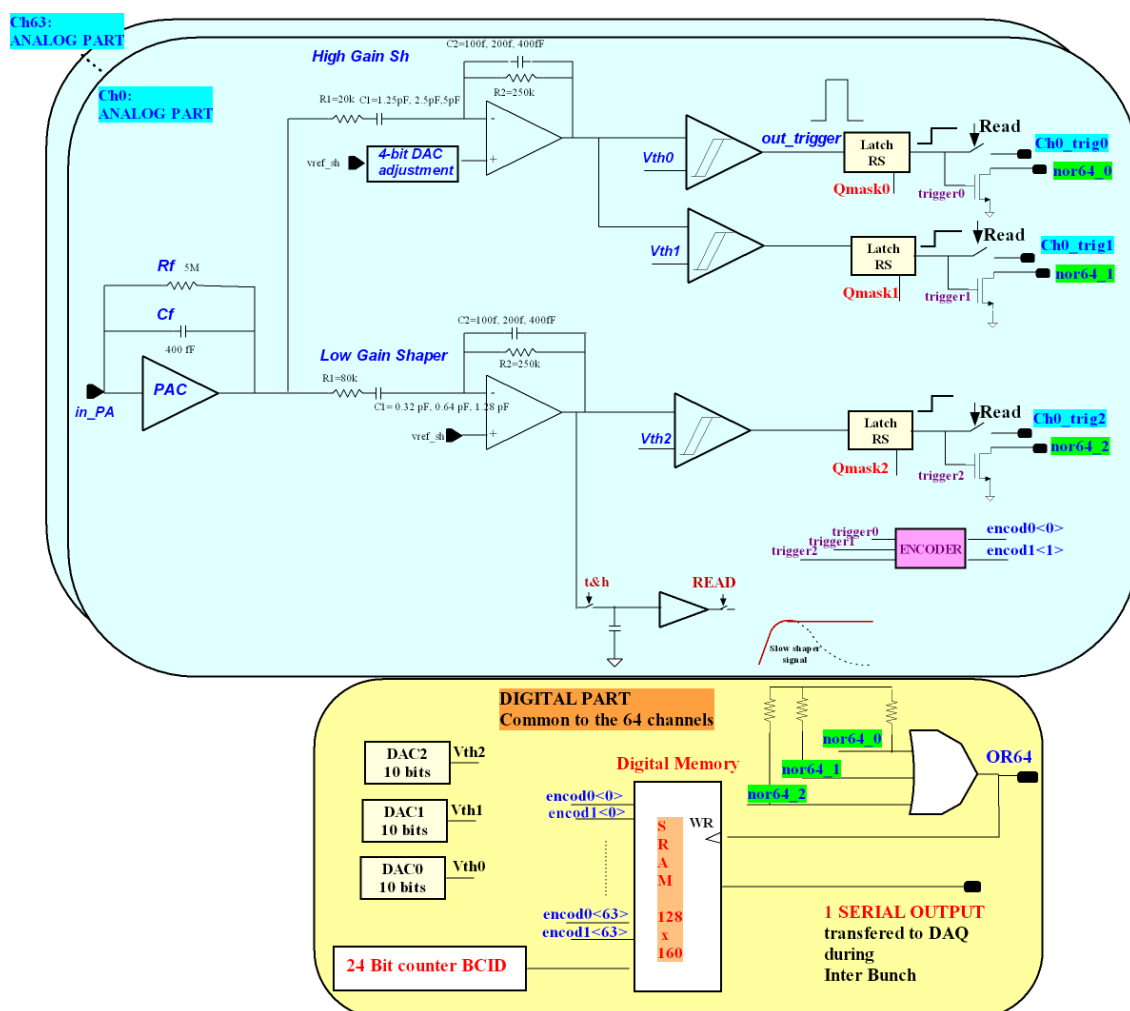 Ch63:
ANALOG PART
Ch0:
ANALOG PART
High Gain Sh
C2=100f, 200f, 400fF
R2=250k
R1=20k
C1=1.25pF, 2.5pF,5pF
vref_sh
4-bit DAC
adjustment
Vth0
out_trigger
Latch
RS
Qmask0
Read
trigger0
Ch0_trig0
nor64_0
Vth1
Latch
RS
Qmask1
Read
trigger1
Ch0_trig1
nor64_1
Rf 5M
Cf
400 fF
PAC
in_PA
Low Gain Shaper
C2=100f, 200f, 400fF
R2=250k
R1=80k
C1= 0.32 pF, 0.64 pF, 1.28 pF
vref_sh
Vth2
Latch
RS
Qmask2
Read
trigger2
Ch0_trig2
nor64_2
trigger0
trigger1
trigger2
ENCODER
encod0<0>
encod1<1>
t&h
READ
Slow shaper
signal
DIGITAL PART
Common to the 64 channels
DAC2
10 bits
Vth2
DAC1
10 bits
Vth1
DAC0
10 bits
Vth0
Digital Memory
encod0<0>
encod1<0>
encod0<63>
encod1<63>
SRAM
128
x
160
WR
24 Bit counter BCID
nor64_0
nor64_1
nor64_2
OR64
1 SERIAL OUTPUT
transfered to DAQ
during
Inter Bunch